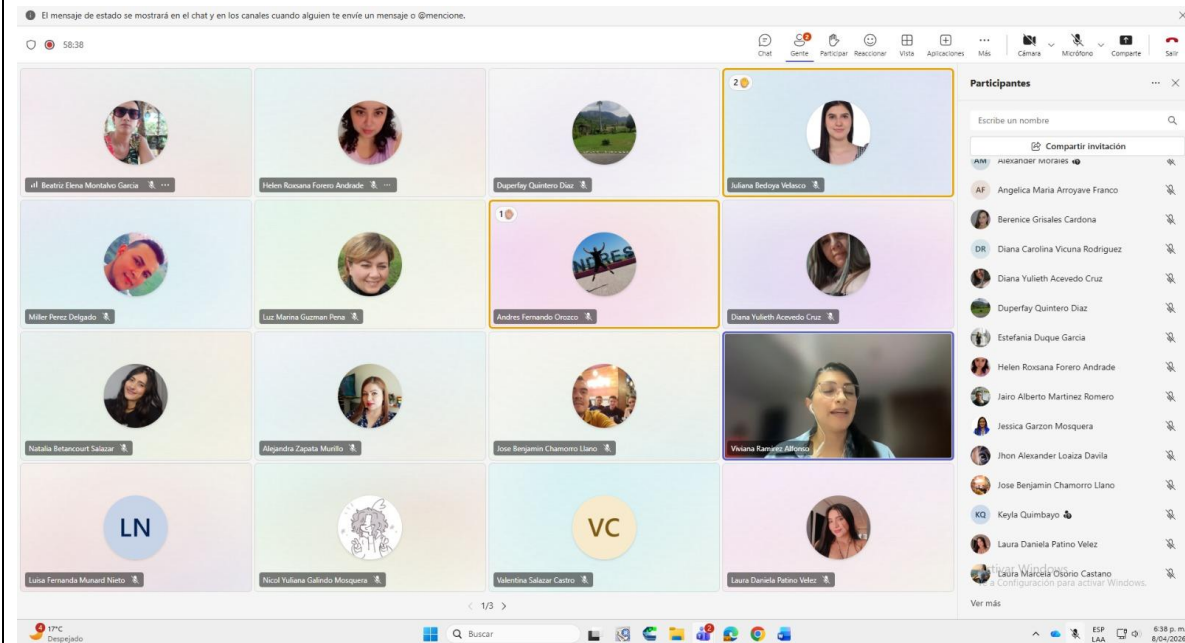 El mensaje de estado se mostrará en el chat y en los canales cuando alguien te envíe un mensaje o @mencione.
58:38
Chat
2
Gente
Participar
Reaccionar
Vista
Aplicaciones
Más
Cámara
Micrófono
Comparte
Salir
Beatriz Elena Montalvo Garcia
Helen Roxsana Forero Andrade
Duperfay Quintero Diaz
2
Juliana Bedoya Velasco
Miller Perez Delgado
Luz Marina Guzman Pena
1
NDRES
Andres Fernando Orozco
Diana Yulieth Acevedo Cruz
Natalia Betancourt Salazar
Alejandra Zapata Murillo
Jose Benjamin Chamorro Llano
Viviana Ramirez Alfonso
LN
Luisa Fernanda Munard Nieto
Nicol Yuliana Galindo Mosquera
VC
Valentina Salazar Castro
Laura Daniela Patino Velez
1/3
Participantes
Escribe un nombre
Compartir invitación
AM Alexander Morales
AF Angelica Maria Arroyave Franco
Berenice Grisales Cardona
DR Diana Carolina Vicuna Rodriguez
Diana Yulieth Acevedo Cruz
Duperfay Quintero Diaz
Estefania Duque Garcia
Helen Roxsana Forero Andrade
Jairo Alberto Martinez Romero
Jessica Garzon Mosquera
Jhon Alexander Loaiza Davila
Jose Benjamin Chamorro Llano
KQ Keyla Quimbayo
Laura Daniela Patino Velez
Activar Windows
Laura Marcela Osorio Castano
a Configuración para activar Windows.
Ver más
4
17°C
Despejado
Buscar
2
ESP
LAA
6:38 p. m.
8/04/202